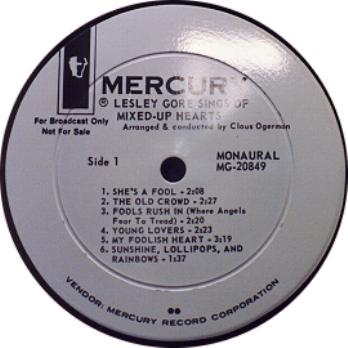 MERCURY
® LESLEY GORE SINGS OF
MIXED-UP HEARTS
For Broadcast Only
Not For Sale
Arranged & conducted by Claus Ogerman
Side 1
MONAURAL
MG-20849
1. SHE'S A FOOL - 2:08
2. THE OLD CROWD - 2:27
3. FOOLS RUSH IN (Where Angels
Fear To Tread) - 2:20
4. YOUNG LOVERS - 2:23
5. MY FOOLISH HEART - 3:19
6. SUNSHINE, LOLLIPOPS, AND
RAINBOWS - 1:37
VENDOR: MERCURY RECORD CORPORATION